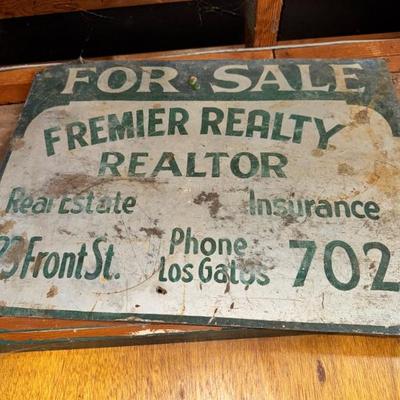 FOR SALE
FREMIER REALTY
REALTOR
Real Estate Insurance
Front St. Phone Los Gatos 702